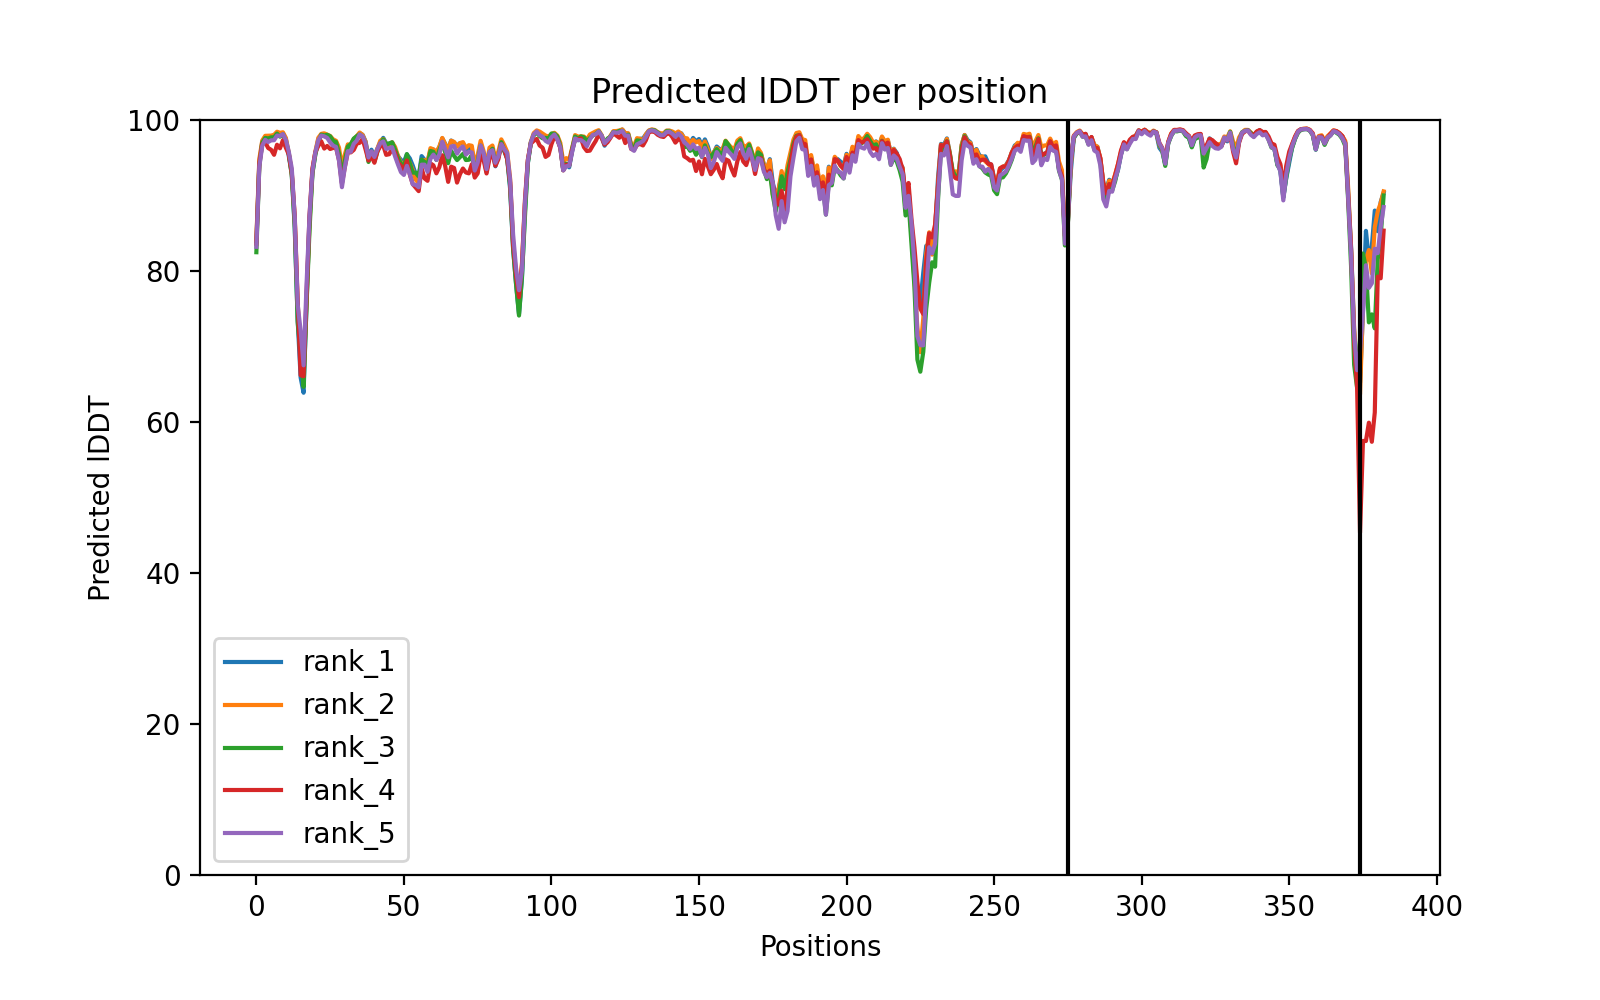 Predicted lDDT per position
100
80
60
40
20
0
Predicted lDDT
rank_1
rank_2
rank_3
rank_4
rank_5
0 50 100 150 200 250 300 350 400
Positions